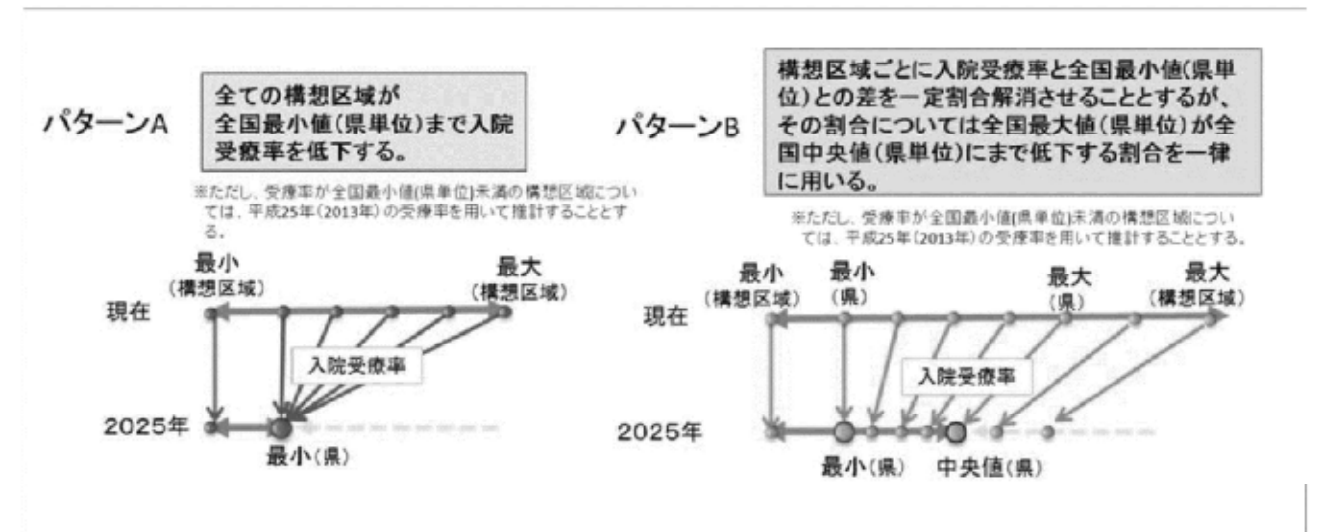 パターンA
全ての構想区域が
全国最小値(県単位)まで入院
受療率を低下する。
※ただし、受療率が全国最小値(県単位)未満の構想区域につい
ては、平成25年(2013年)の受療率を用いて推計することとす
る。
最小
(構想区域)
最大
(構想区域)
現在
入院受療率
2025年
最小(県)
パターンB
構想区域ごとに入院受療率と全国最小値(県単
位)との差を一定割合解消させることとするが、
その割合については全国最大値(県単位)が全
国中央値(県単位)にまで低下する割合を一律
に用いる。
※ただし、受療率が全国最小値(県単位)未満の構想区域につい
ては、平成25年(2013年)の受療率を用いて推計することとする。
最小
(構想区域)
最小
(県)
最大
(県)
最大
(構想区域)
現在
入院受療率
2025年
最小(県)
中央値(県)